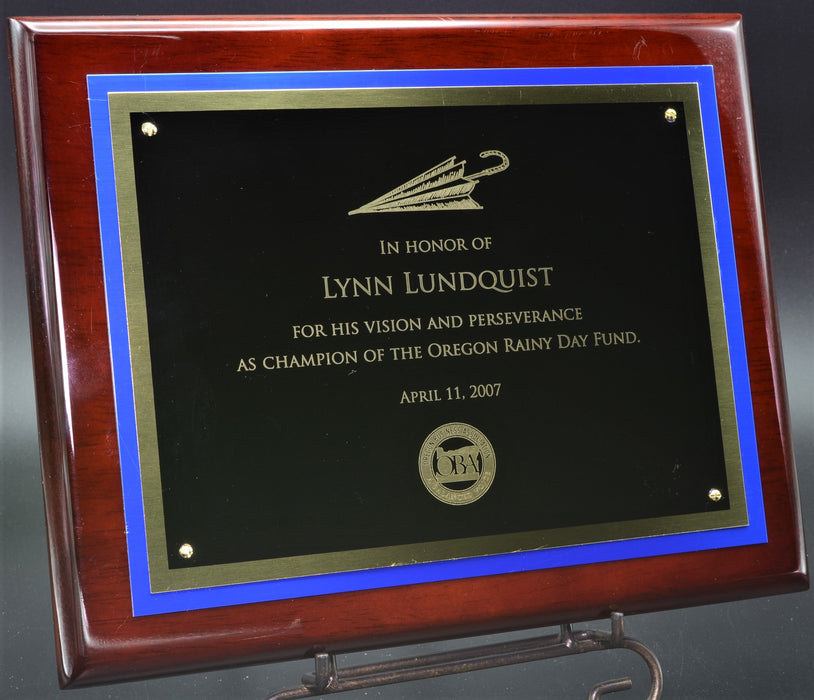 In honor of
Lynn Lundquist
for his vision and perseverance
as champion of the Oregon Rainy Day Fund.
April 11, 2007
OBA